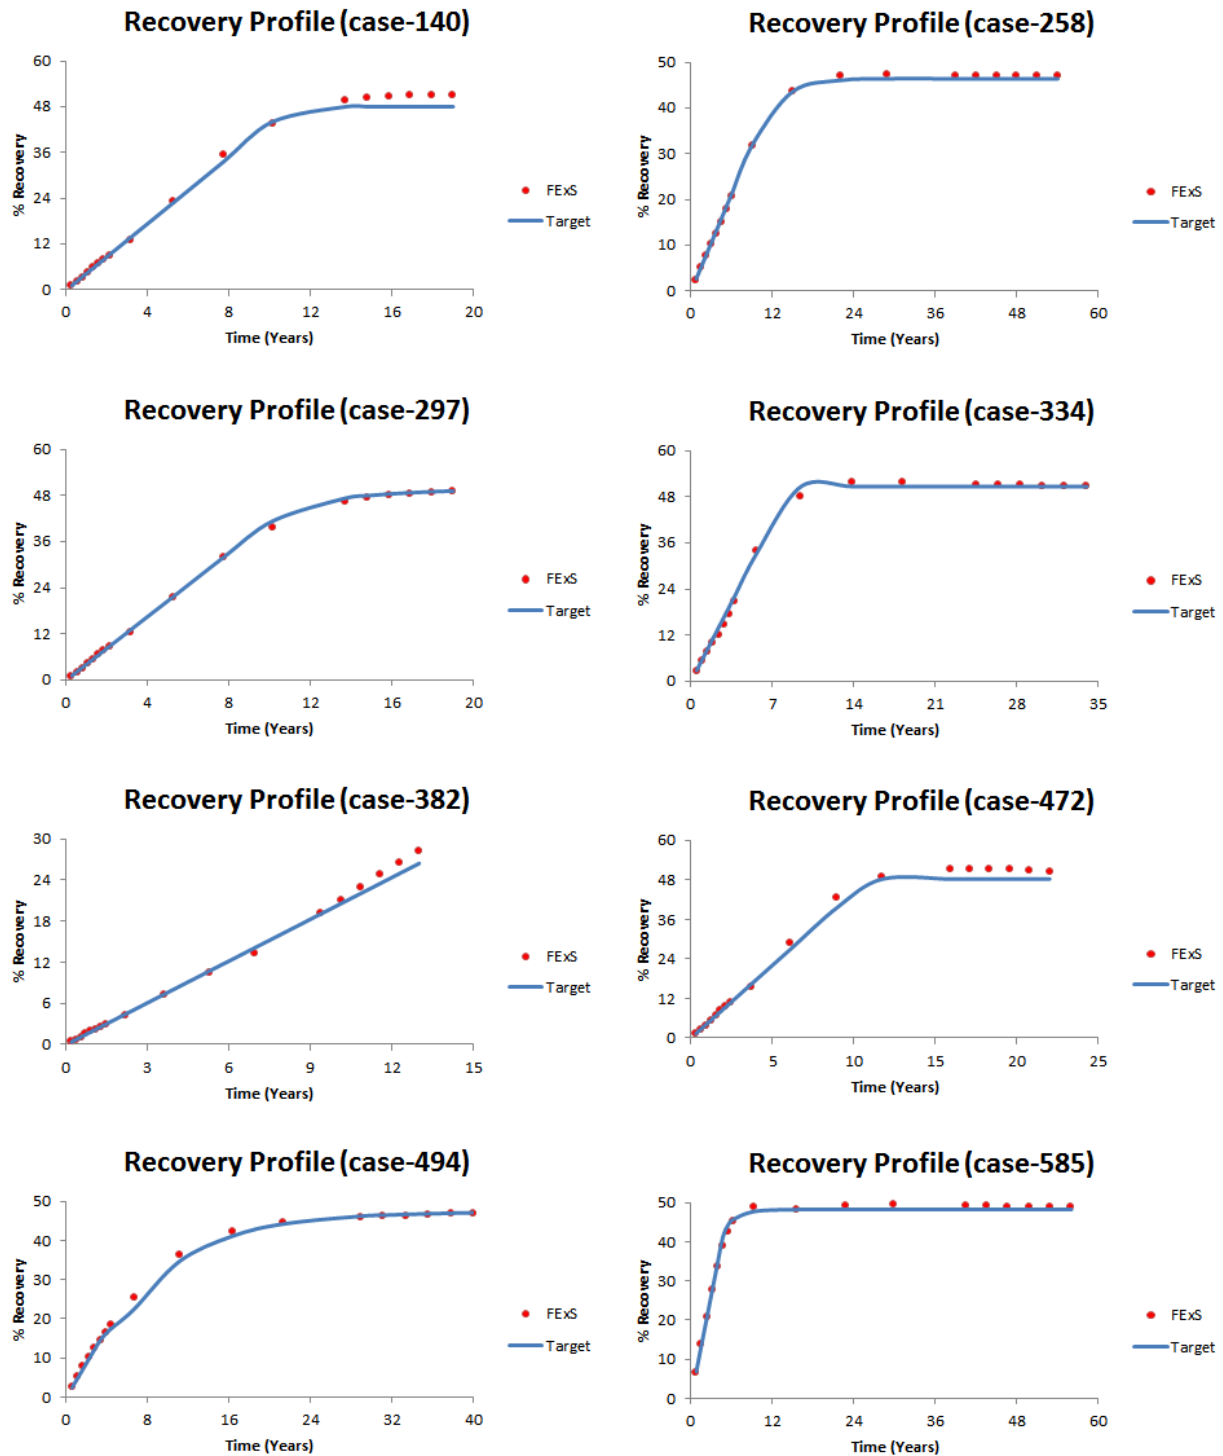 Recovery Profile (case-140)
% Recovery
60
48
36
24
12
0
0 4 8 12 16 20
Time (Years)
FExS
Target
Recovery Profile (case-258)
% Recovery
50
40
30
20
10
0
0 12 24 36 48 60
Time (Years)
FExS
Target
Recovery Profile (case-297)
% Recovery
60
48
36
24
12
0
0 4 8 12 16 20
Time (Years)
FExS
Target
Recovery Profile (case-334)
% Recovery
60
48
36
24
12
0
0 7 14 21 28 35
Time (Years)
FExS
Target
Recovery Profile (case-382)
% Recovery
30
24
18
12
6
0
0 3 6 9 12 15
Time (Years)
FExS
Target
Recovery Profile (case-472)
% Recovery
60
48
36
24
12
0
0 5 10 15 20 25
Time (Years)
FExS
Target
Recovery Profile (case-494)
% Recovery
50
40
30
20
10
0
0 8 16 24 32 40
Time (Years)
FExS
Target
Recovery Profile (case-585)
% Recovery
50
40
30
20
10
0
0 12 24 36 48 60
Time (Years)
FExS
Target